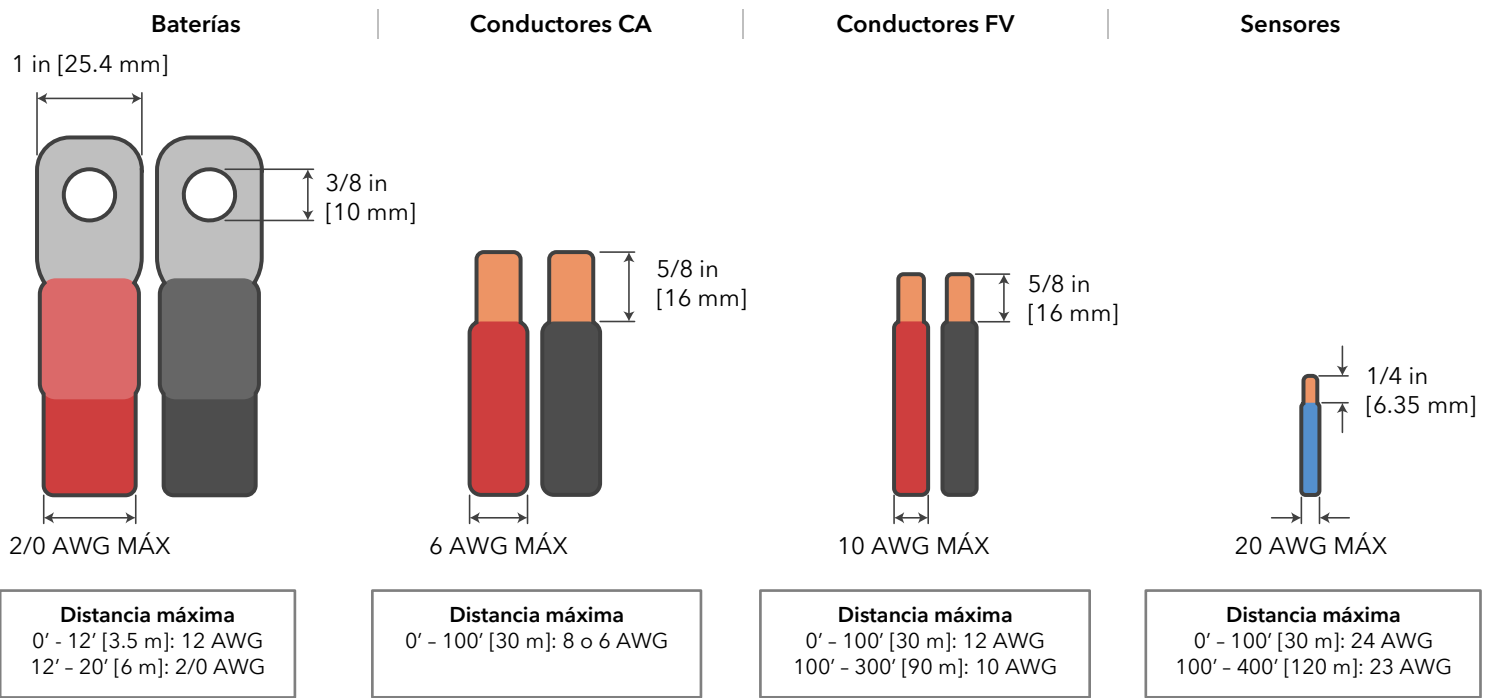 Baterías
Conductores CA
Conductores FV
Sensores
1 in [25.4 mm]
3/8 in
[10 mm]
5/8 in
[16 mm]
5/8 in
[16 mm]
1/4 in
[6.35 mm]
2/0 AWG MÁX
6 AWG MÁX
10 AWG MÁX
20 AWG MÁX
Distancia máxima
0’ - 12’ [3.5 m]: 12 AWG
12’ – 20’ [6 m]: 2/0 AWG
Distancia máxima
0’ – 100’ [30 m]: 8 o 6 AWG
Distancia máxima
0’ – 100’ [30 m]: 12 AWG
100’ – 300’ [90 m]: 10 AWG
Distancia máxima
0’ – 100’ [30 m]: 24 AWG
100’ – 400’ [120 m]: 23 AWG